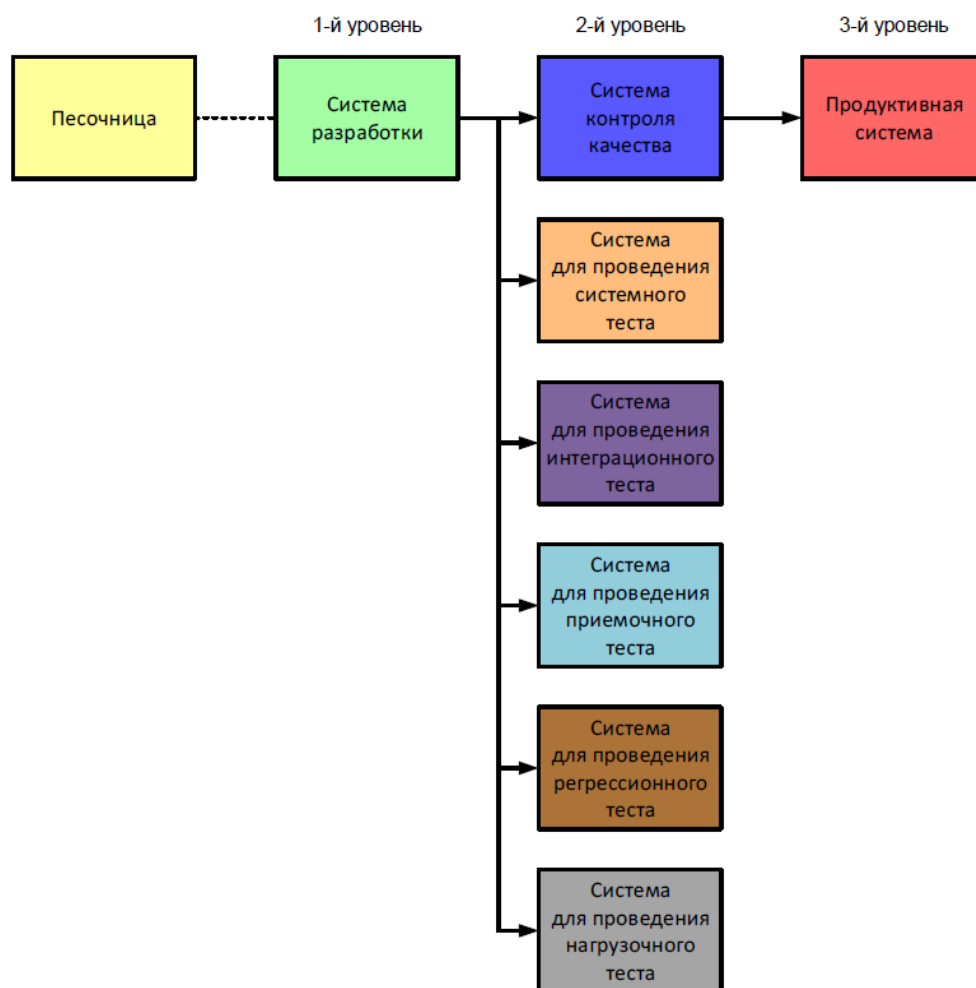 1-й уровень
2-й уровень
3-й уровень
Песочница
Система
разработки
Система
контроля
качества
Продуктивная
система
Система
для проведения
системного
теста
Система
для проведения
интеграционного
теста
Система
для проведения
приемочного
теста
Система
для проведения
регрессионного
теста
Система
для проведения
нагрузочного
теста